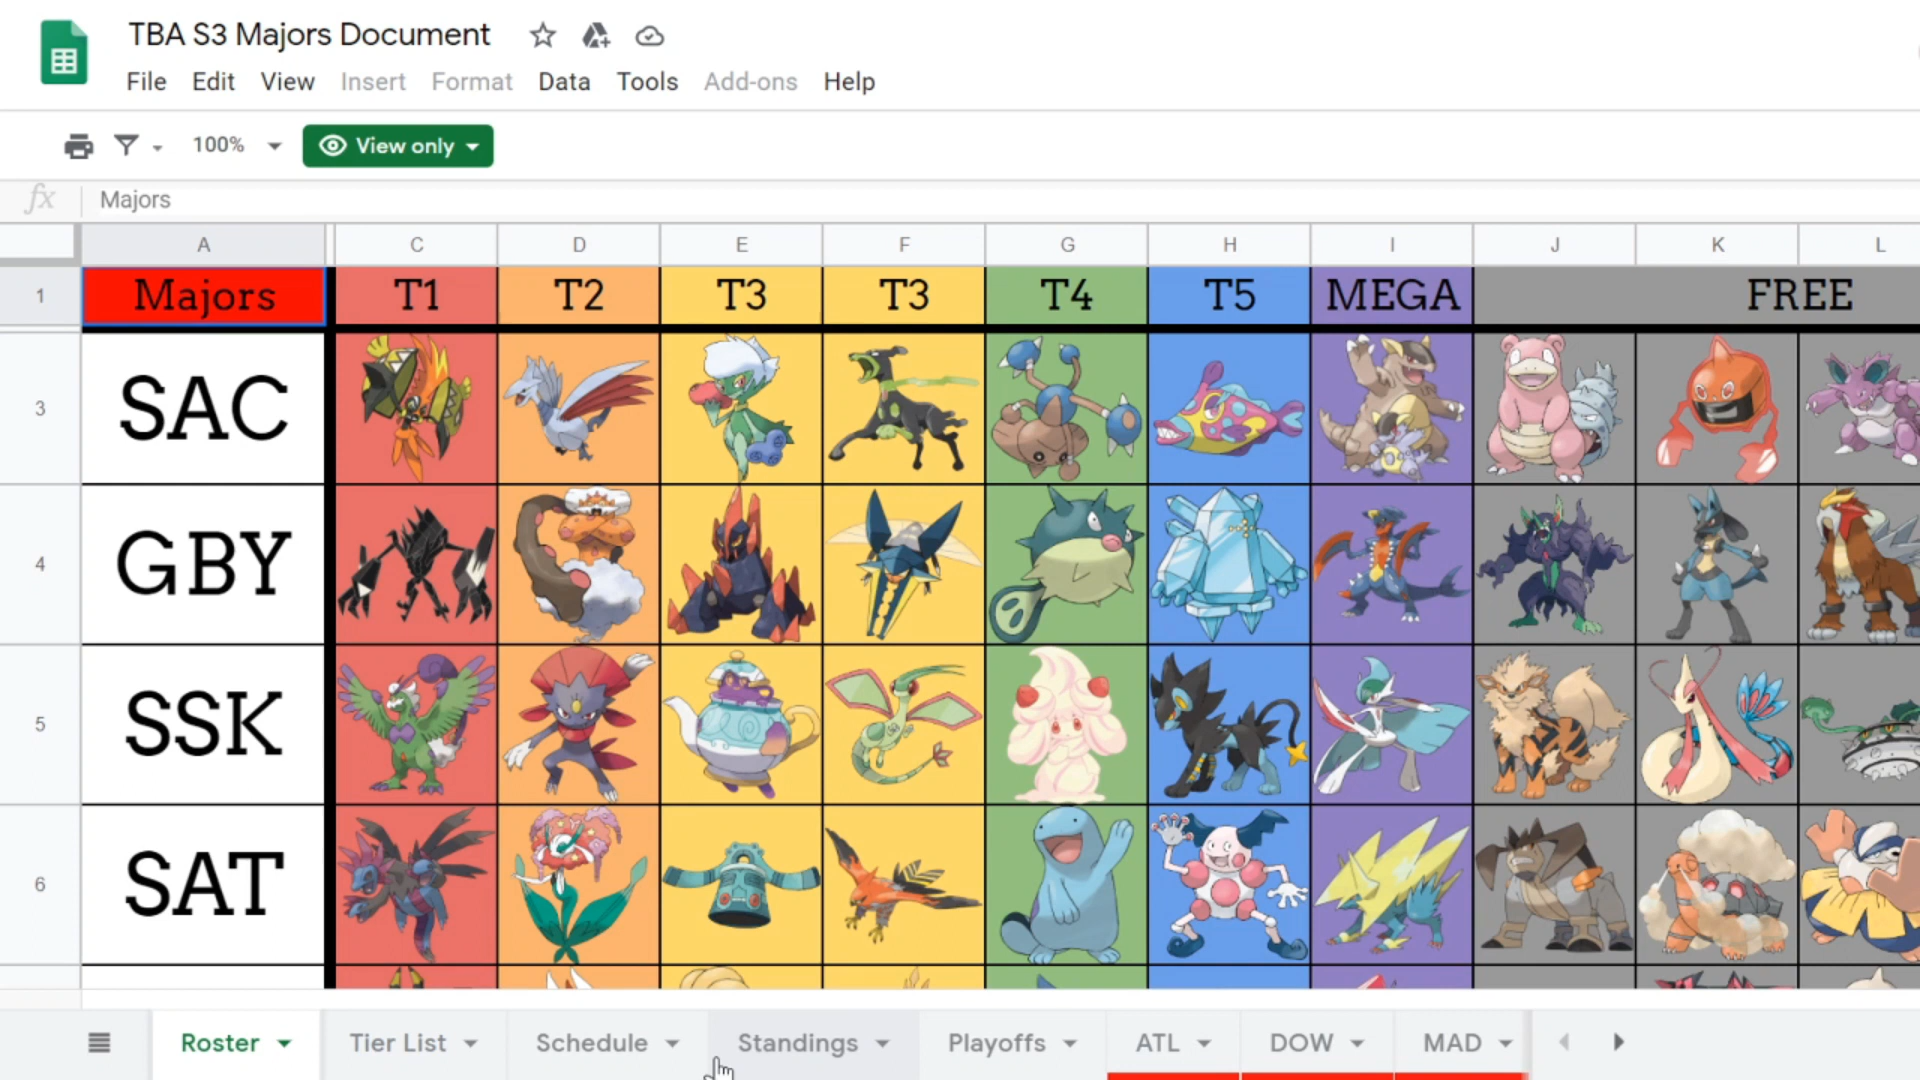 TBA S3 Majors Document
File Edit View Insert Format Data Tools Add-ons Help
100% View only
fx Majors
A C D E F G H I J K L
1 Majors T1 T2 T3 T3 T4 T5 MEGA FREE
3 SAC
4 GBY
5 SSK
6 SAT
Roster Tier List Schedule Standings Playoffs ATL DOW MAD